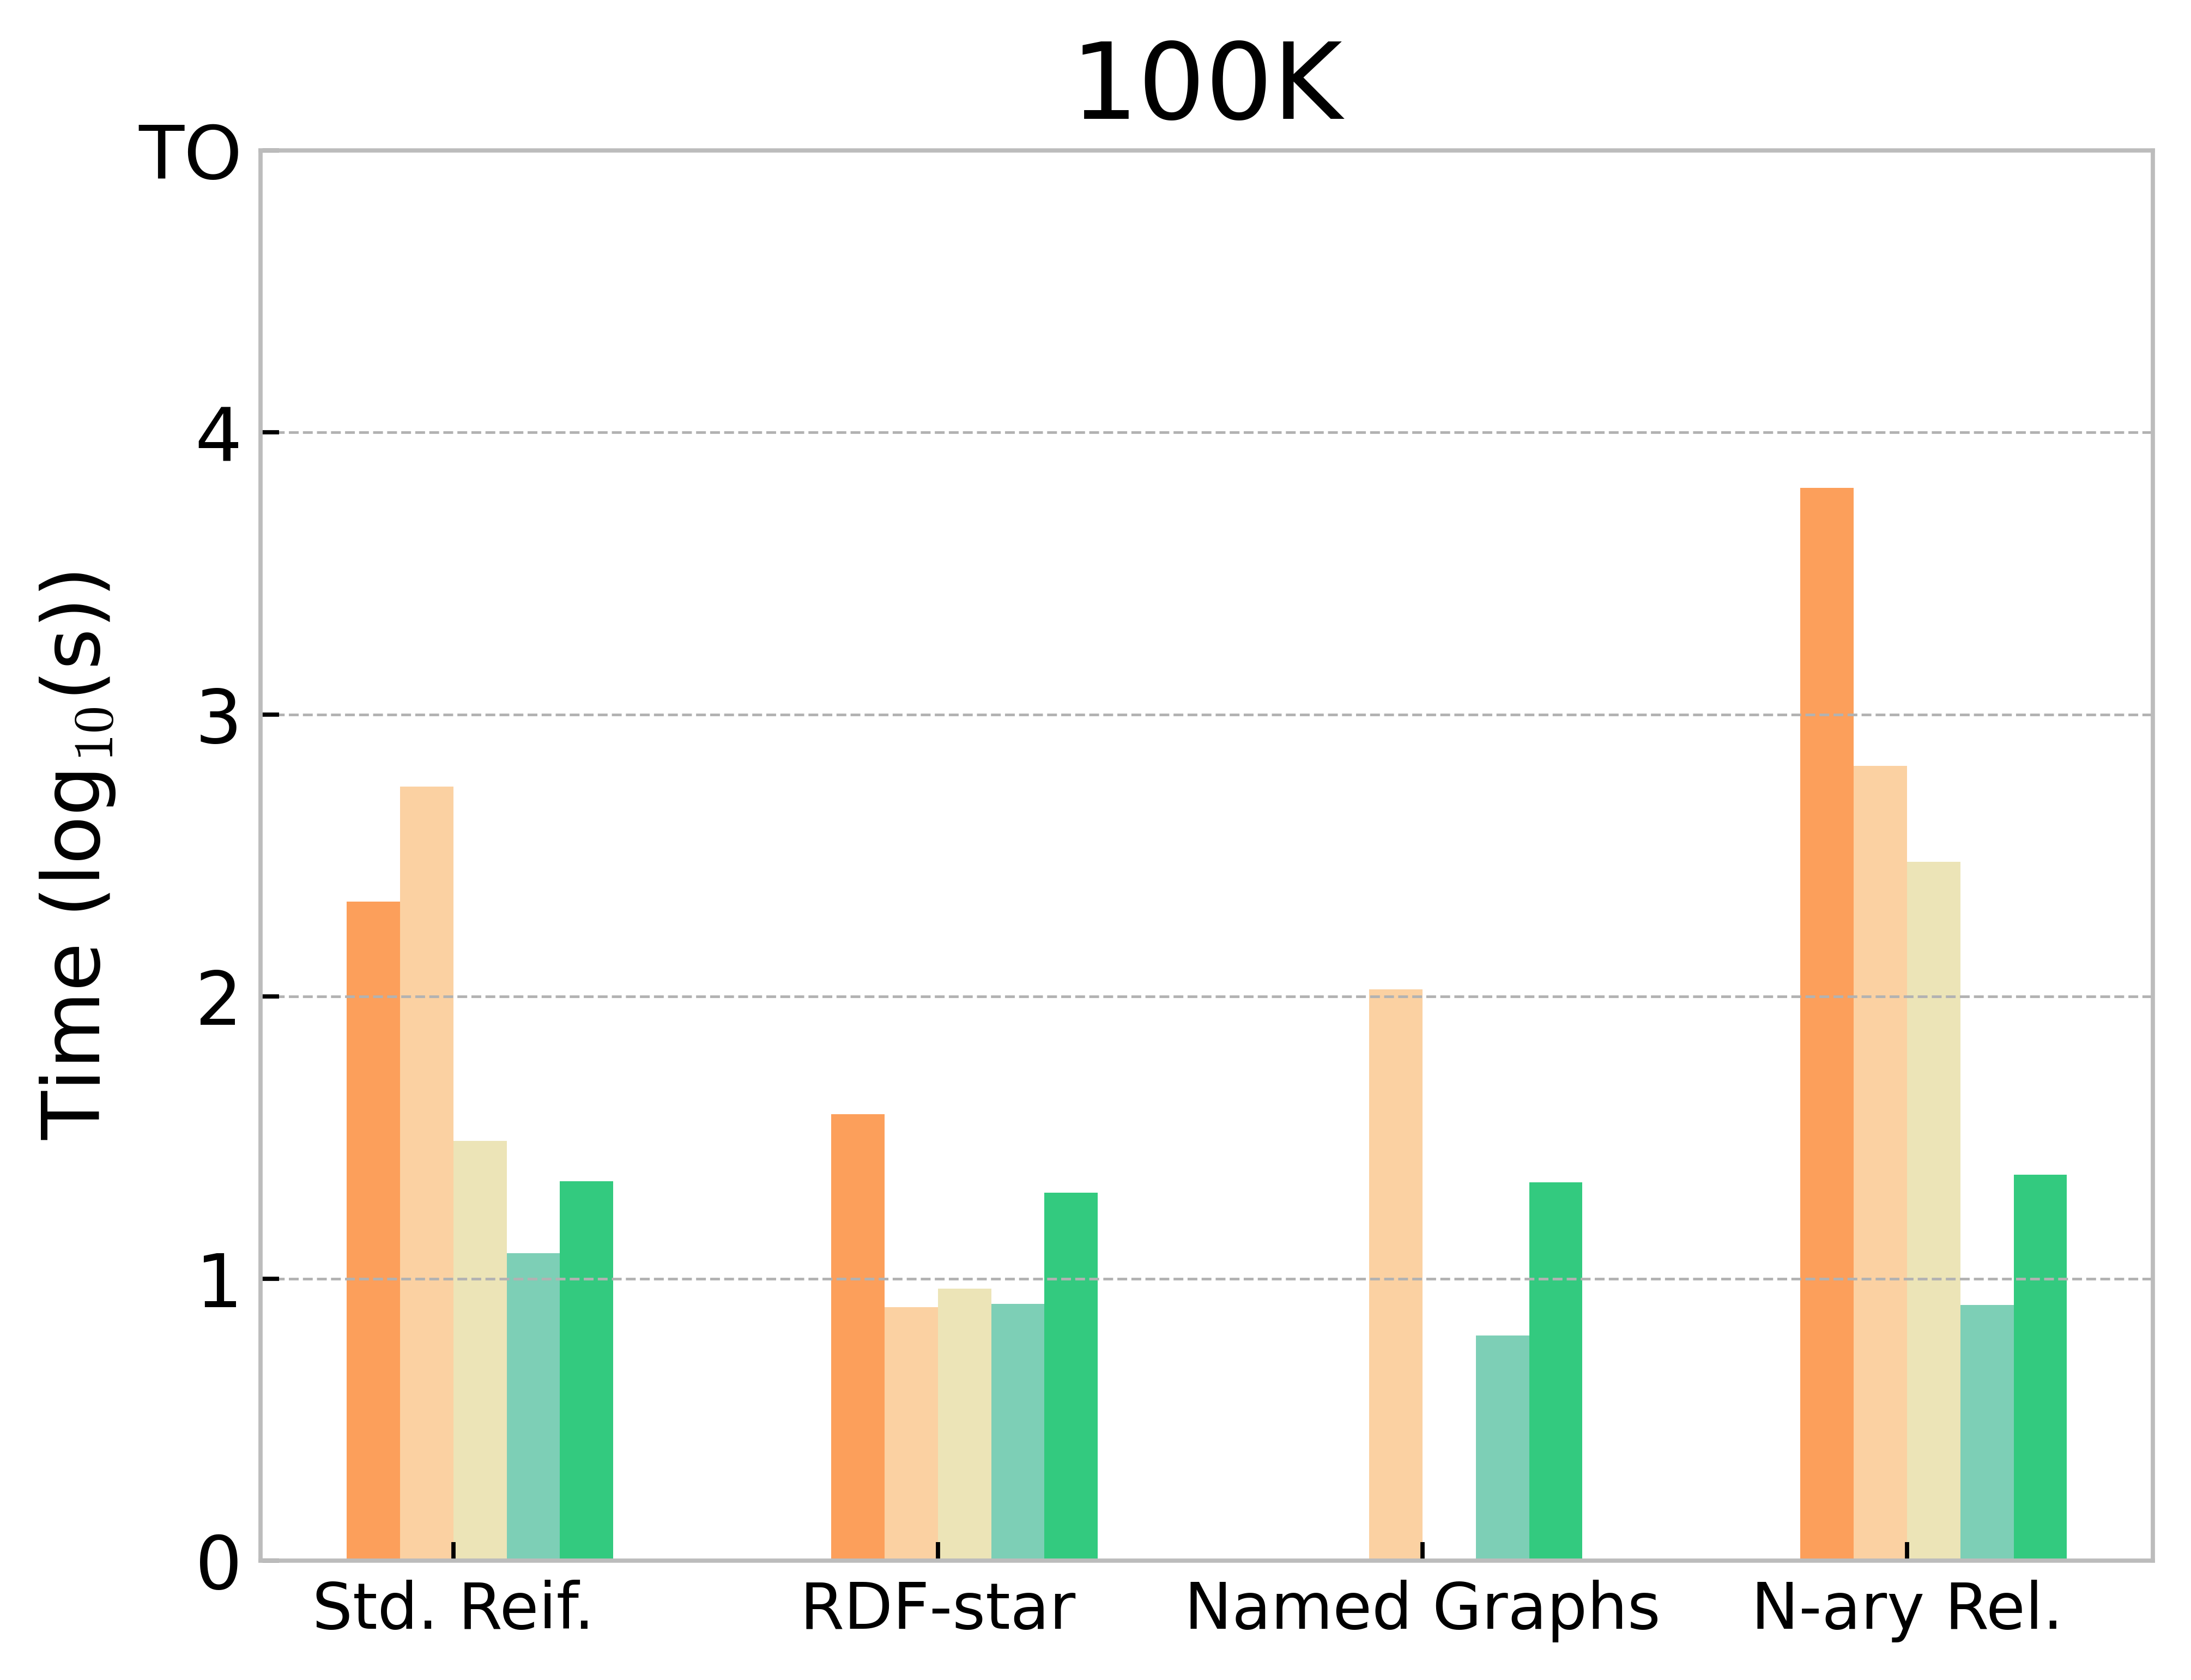 100K
TO
4
3
2
1
0
Time (log₁₀(s))
Std. Reif.
RDF-star
Named Graphs
N-ary Rel.